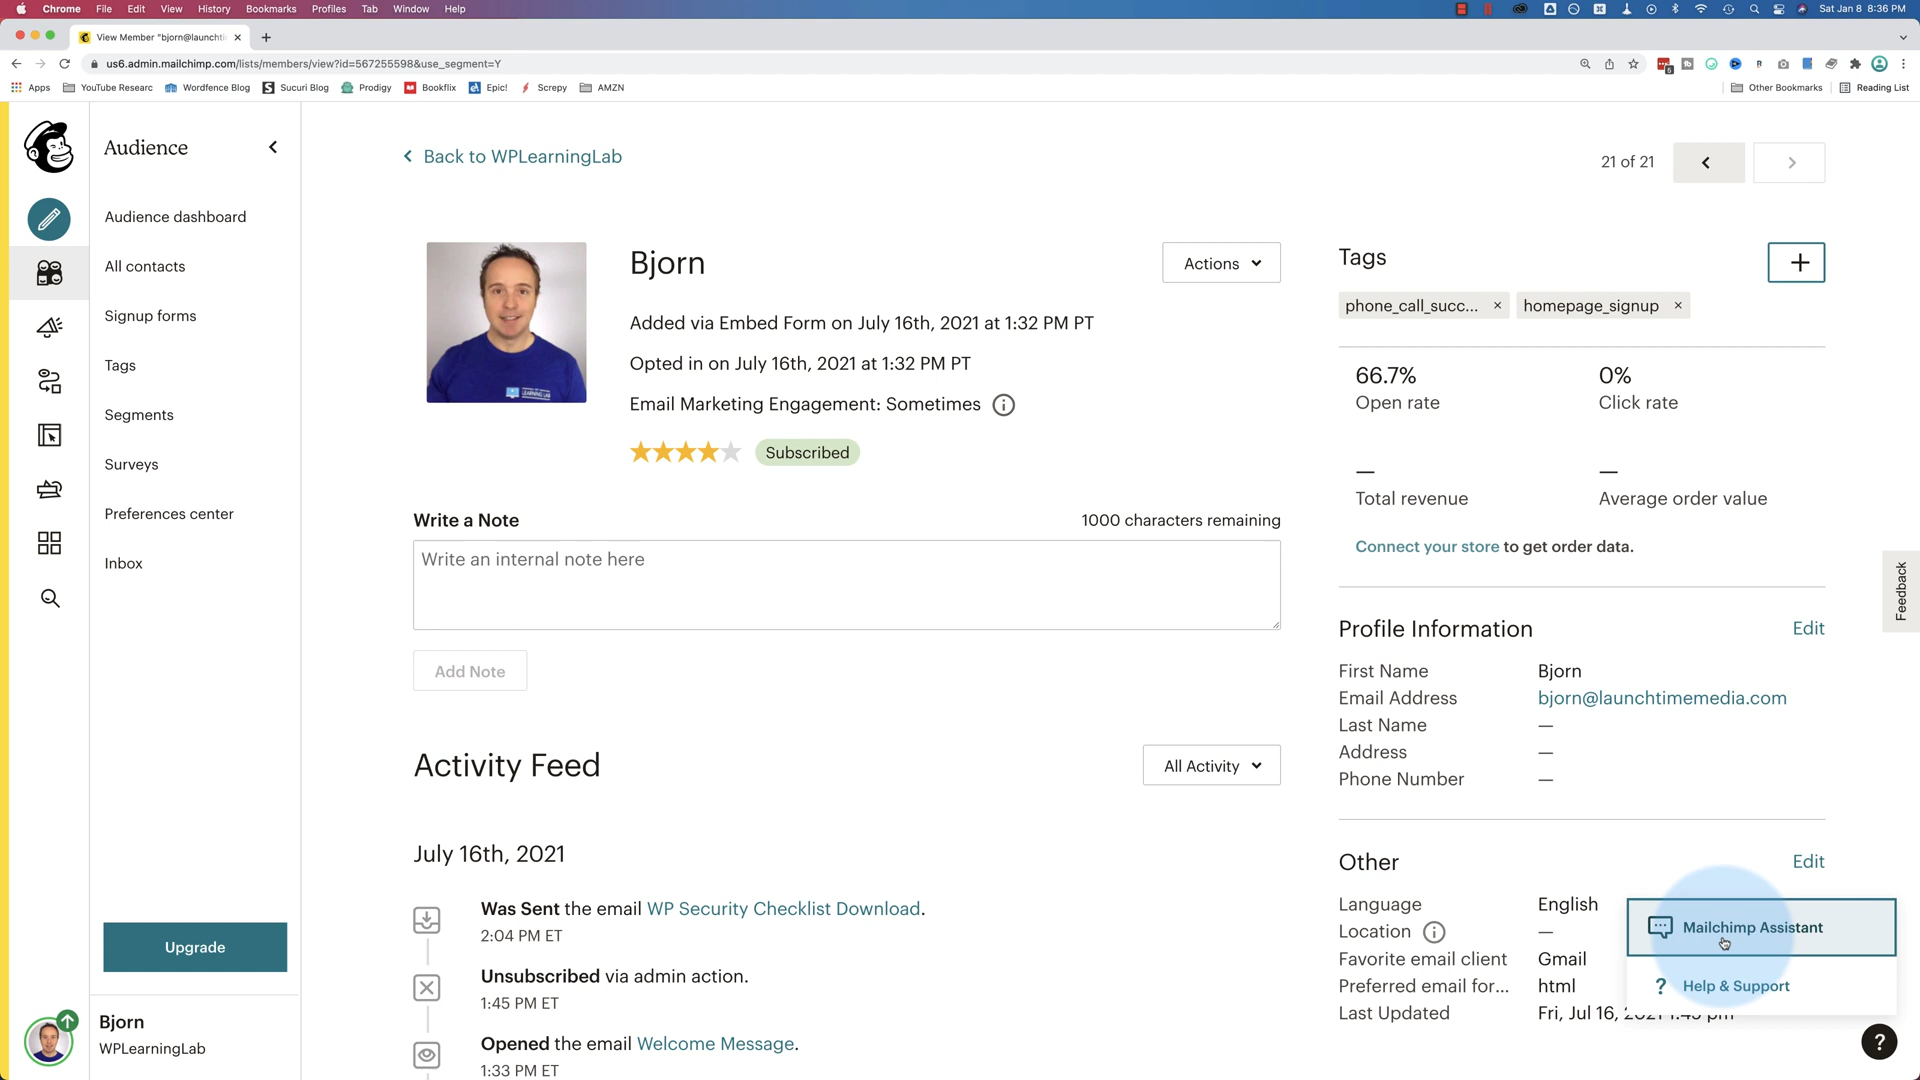 Chrome File Edit View History Bookmarks Profiles Tab Window Help
Sat Jan 8 8:36 PM
View Member "bjorn@launchti
us6.admin.mailchimp.com/lists/members/view?id=567255598&use_segment=Y
Apps YouTube Researc Wordfence Blog Sucuri Blog Prodigy Bookflix Epic! Screpy AMZN Other Bookmarks Reading List
Audience
Audience dashboard
All contacts
Signup forms
Tags
Segments
Surveys
Preferences center
Inbox
Upgrade
Bjorn
WPLearningLab
Back to WPLearningLab
21 of 21
Bjorn
Actions
Added via Embed Form on July 16th, 2021 at 1:32 PM PT
Opted in on July 16th, 2021 at 1:32 PM PT
Email Marketing Engagement: Sometimes
Subscribed
Write a Note
1000 characters remaining
Write an internal note here
Add Note
Activity Feed
All Activity
July 16th, 2021
Was Sent the email WP Security Checklist Download.
2:04 PM ET
Unsubscribed via admin action.
1:45 PM ET
Opened the email Welcome Message.
1:33 PM ET
Tags
+
phone_call_succ... × homepage_signup ×
66.7% 0%
Open rate Click rate
— —
Total revenue Average order value
Connect your store to get order data.
Profile Information Edit
First Name Bjorn
Email Address bjorn@launchtimemedia.com
Last Name —
Address —
Phone Number —
Other Edit
Language English
Location —
Favorite email client Gmail
Preferred email for... html
Last Updated Fri, Jul 16,
Mailchimp Assistant
? Help & Support
?
Feedback